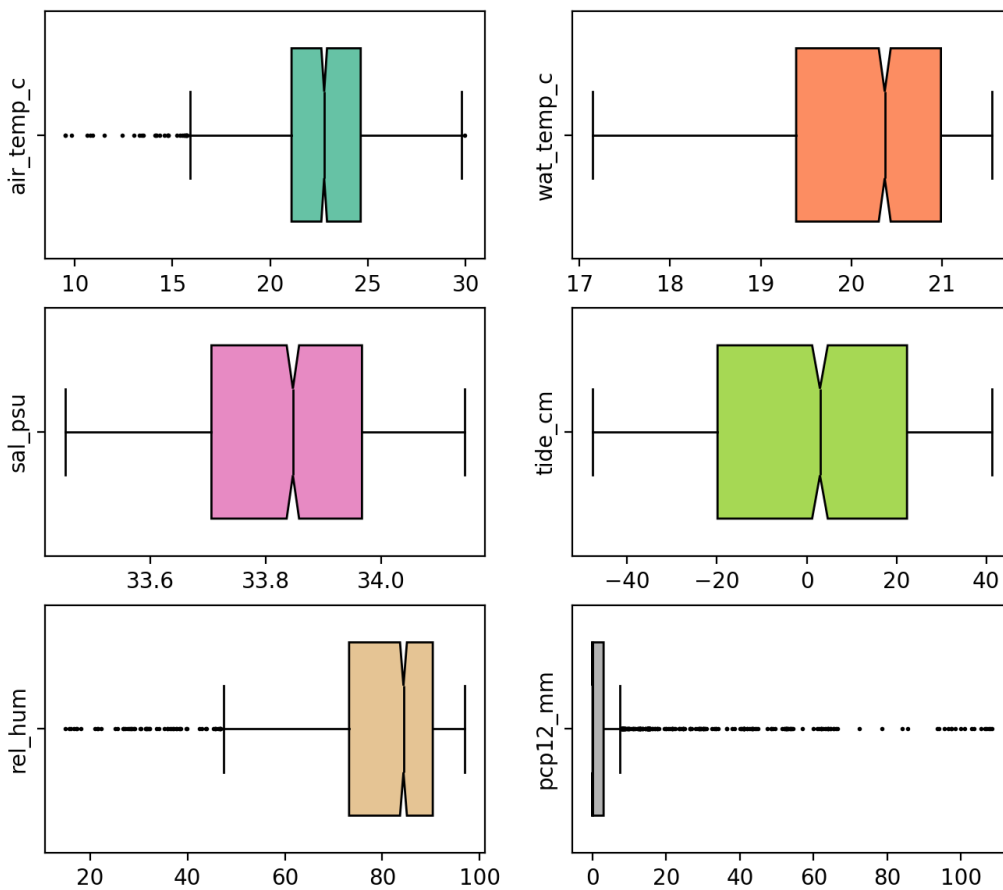 air_temp_c
10 15 20 25 30
wat_temp_c
17 18 19 20 21
sal_psu
33.6 33.8 34.0
tide_cm
−40 −20 0 20 40
rel_hum
20 40 60 80 100
pcp12_mm
0 20 40 60 80 100